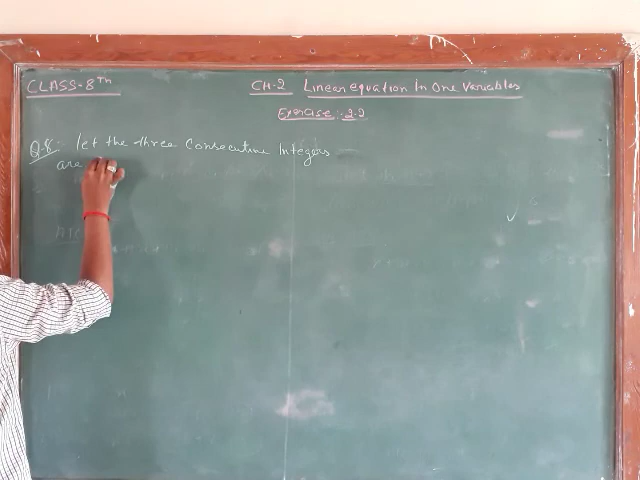 CLASS-8TH
CH-2 Linear equation In One Variables
Exercise:- 2.2
Q.8:- Let the three Consecutive Integers
are